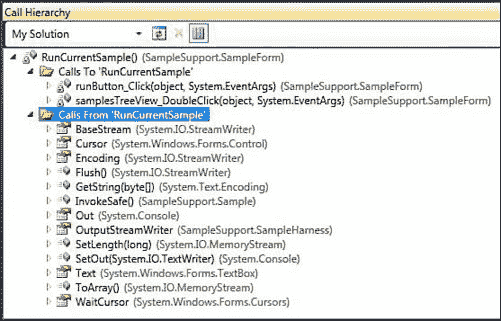 Call Hierarchy
My Solution
RunCurrentSample() (SampleSupport.SampleForm)
Calls To 'RunCurrentSample'
runButton_Click(object, System.EventArgs) (SampleSupport.SampleForm)
samplesTreeView_DoubleClick(object, System.EventArgs) (SampleSupport.SampleForm)
Calls From 'RunCurrentSample'
BaseStream (System.IO.StreamWriter)
Cursor (System.Windows.Forms.Control)
Encoding (System.IO.StreamWriter)
Flush() (System.IO.StreamWriter)
GetString(byte[]) (System.Text.Encoding)
InvokeSafe() (SampleSupport.Sample)
Out (System.Console)
OutputStreamWriter (SampleSupport.SampleHarness)
SetLength(long) (System.IO.MemoryStream)
SetOut(System.IO.TextWriter) (System.Console)
Text (System.Windows.Forms.TextBox)
ToArray() (System.IO.MemoryStream)
WaitCursor (System.Windows.Forms.Cursors)